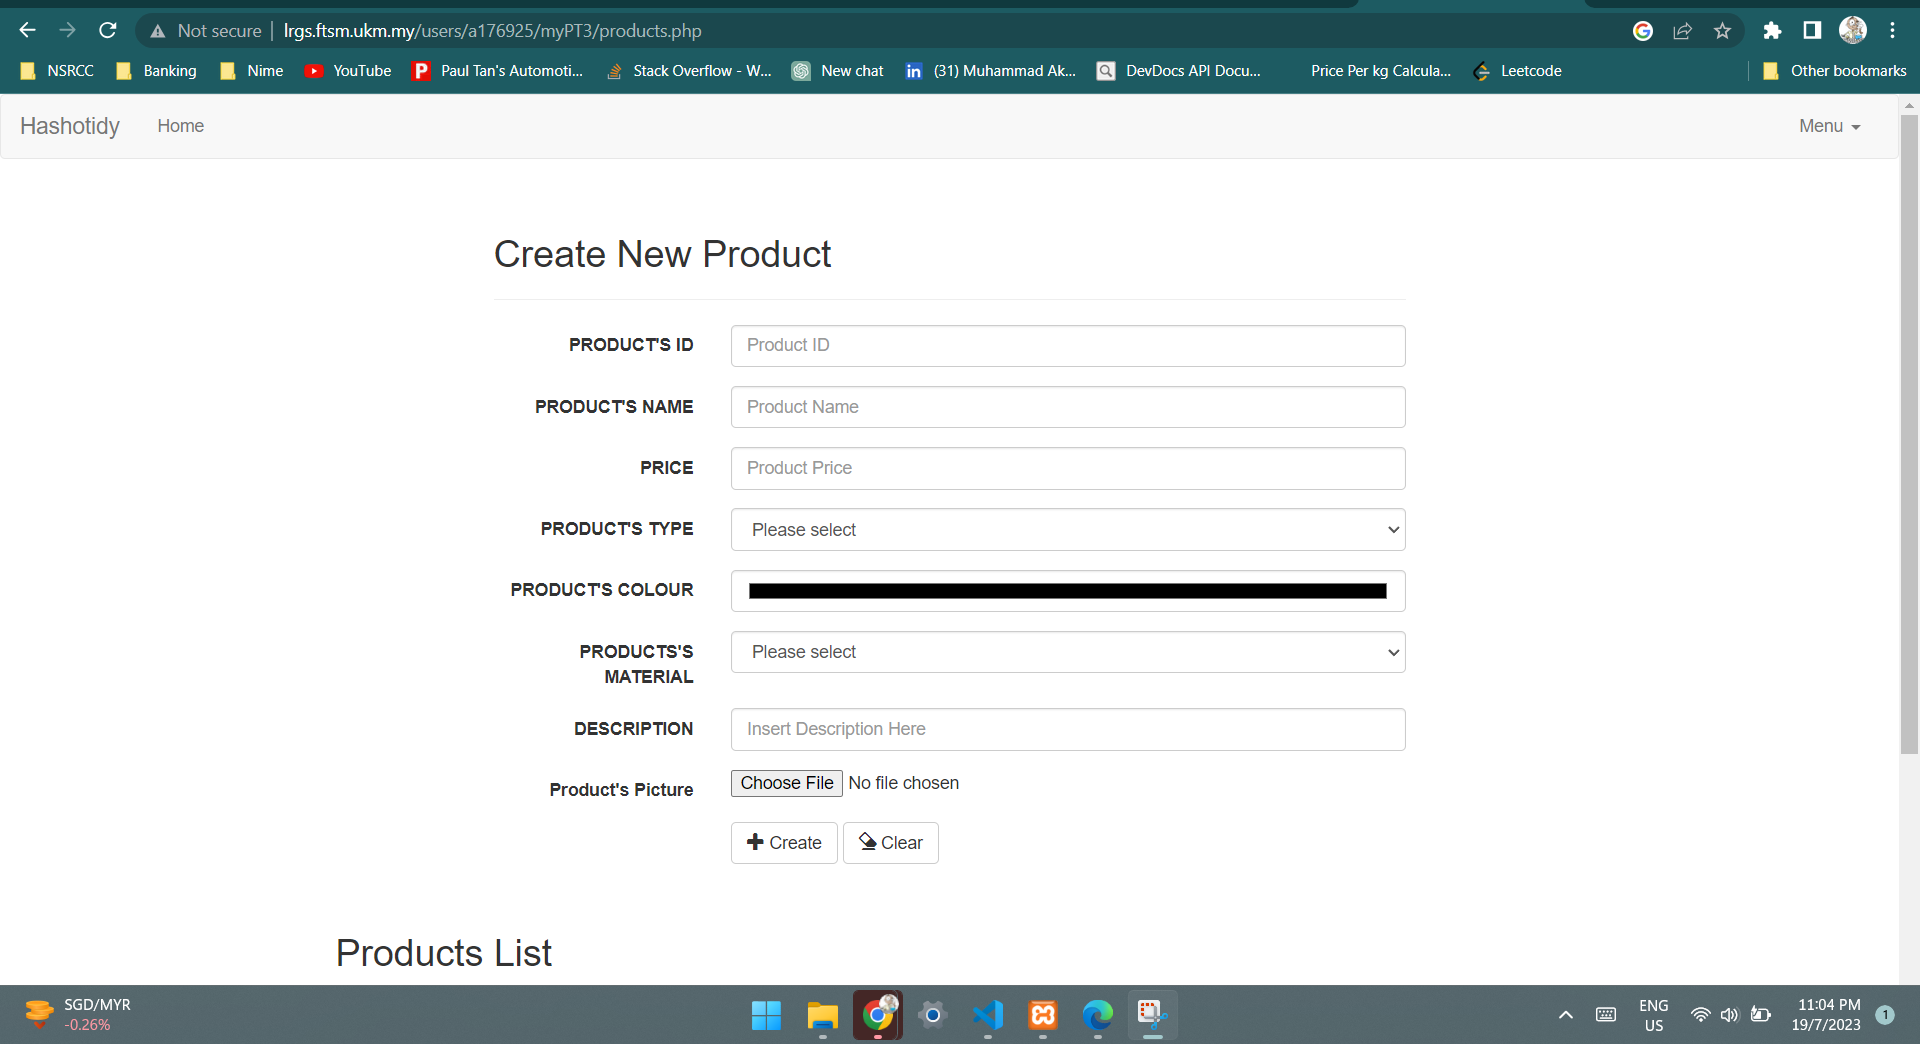 Not secure lrgs.ftsm.ukm.my/users/a176925/myPT3/products.php
NSRCC Banking Nime YouTube Paul Tan's Automoti... Stack Overflow - W... New chat (31) Muhammad Ak... DevDocs API Docu... Price Per kg Calcula... Leetcode Other bookmarks
Hashotidy Home Menu
Create New Product
PRODUCT'S ID Product ID
PRODUCT'S NAME Product Name
PRICE Product Price
PRODUCT'S TYPE Please select
PRODUCT'S COLOUR
PRODUCTS'S Please select
MATERIAL
DESCRIPTION Insert Description Here
Product's Picture Choose File No file chosen
Create Clear
Products List
SGD/MYR
-0.26%
ENG
US
11:04 PM
19/7/2023
1